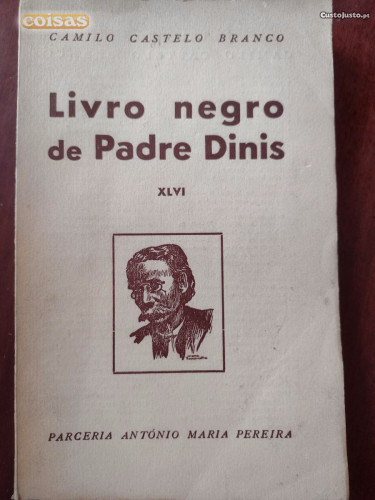 coisas
CustoJusto.pt
CAMILO CASTELO BRANCO
Livro negro
de Padre Dinis
XLVI
PARCERIA ANTÓNIO MARIA PEREIRA